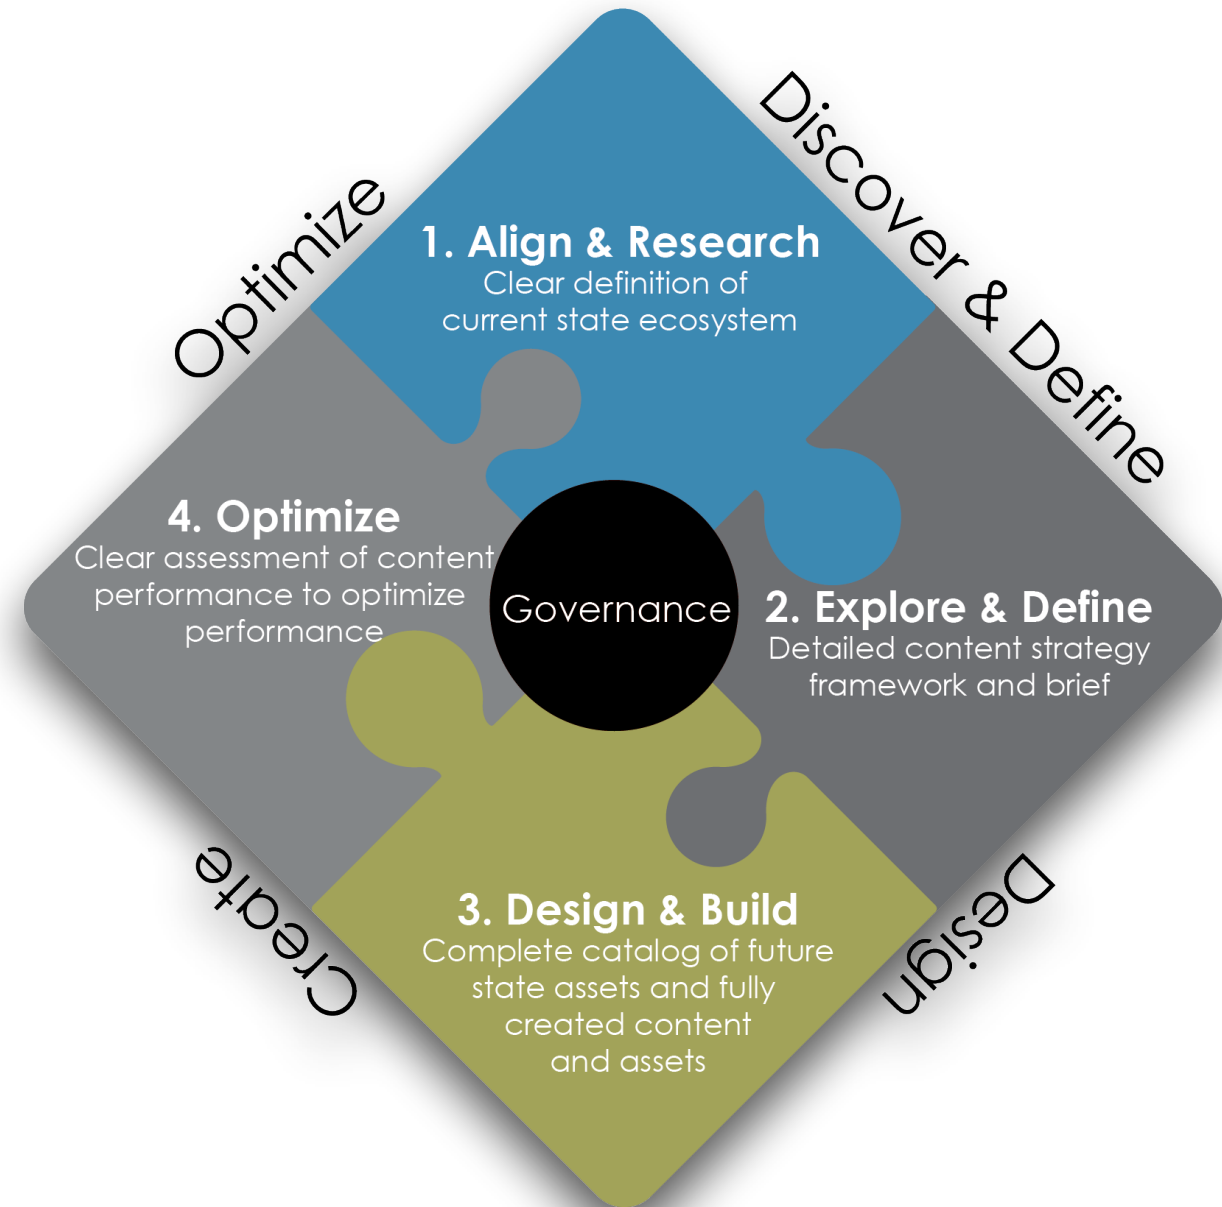 Discover & Define
Optimize
1. Align & Research
Clear definition of
current state ecosystem
4. Optimize
Clear assessment of content
performance to optimize
performance
Governance
2. Explore & Define
Detailed content strategy
framework and brief
3. Design & Build
Complete catalog of future
state assets and fully
created content
and assets
Create
Design